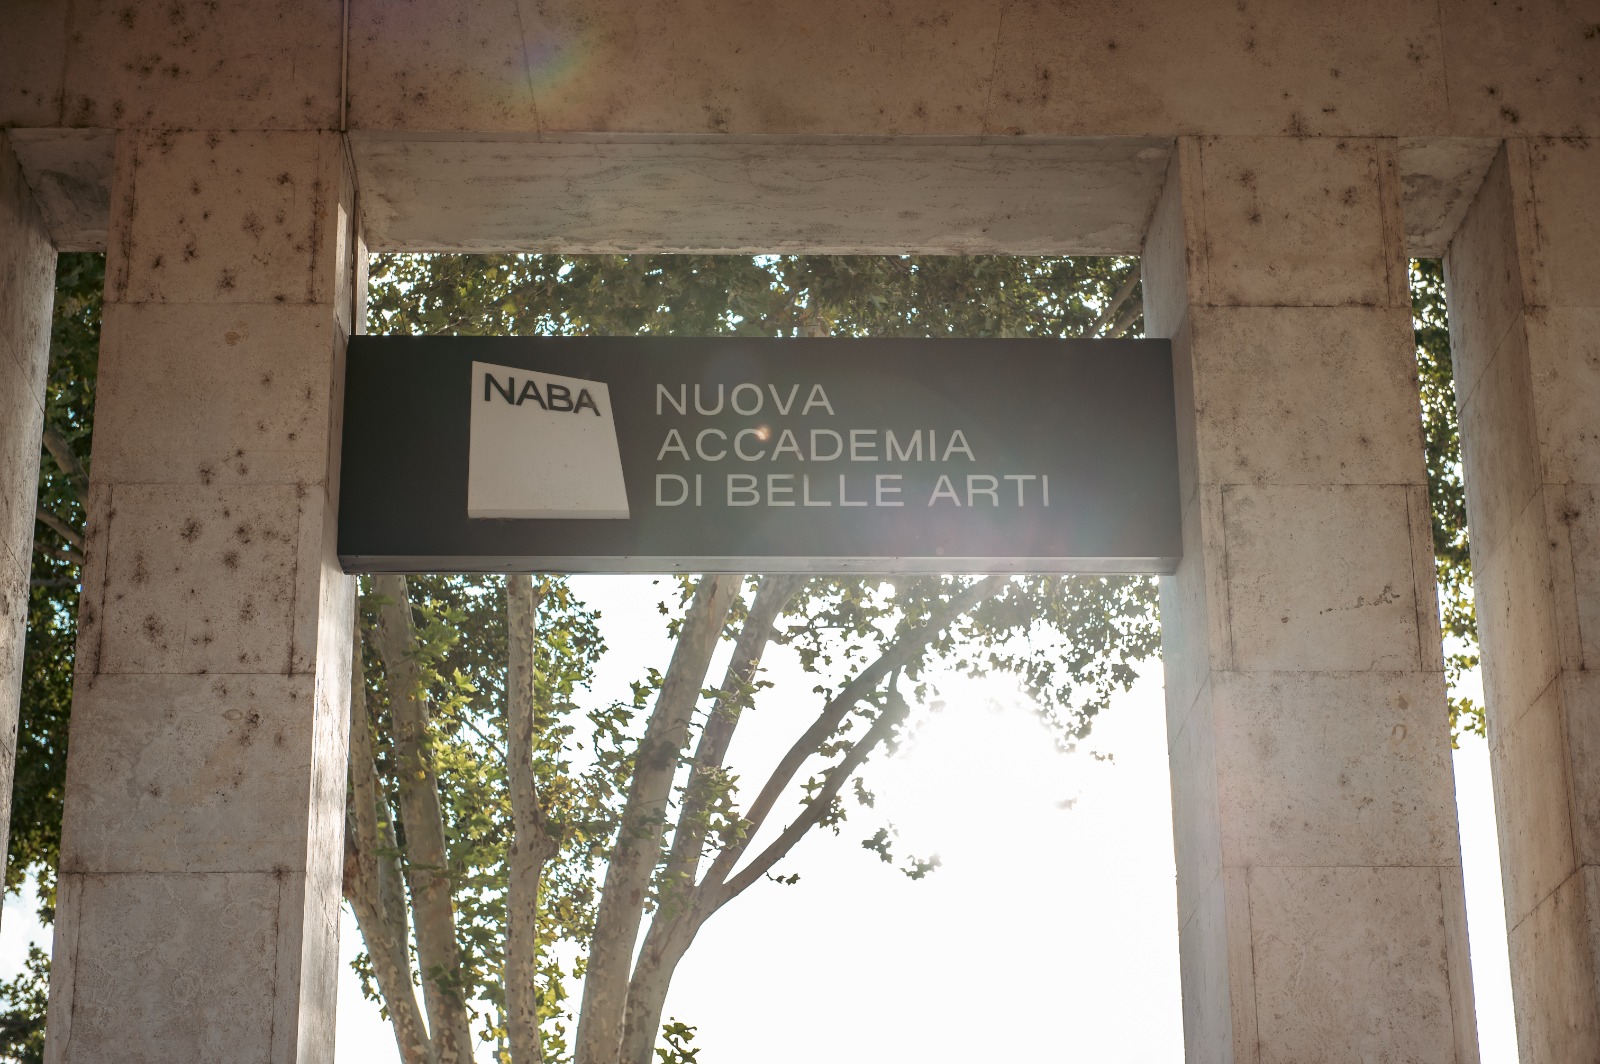 NABA
NUOVA
ACCADEMIA
DI BELLE ARTI